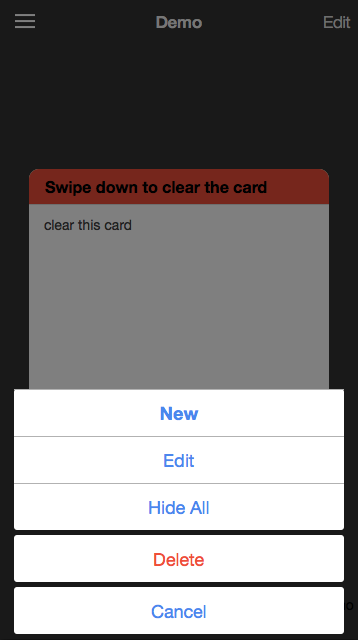 Demo
Edit
Swipe down to clear the card
clear this card
New
Edit
Hide All
Delete
Cancel